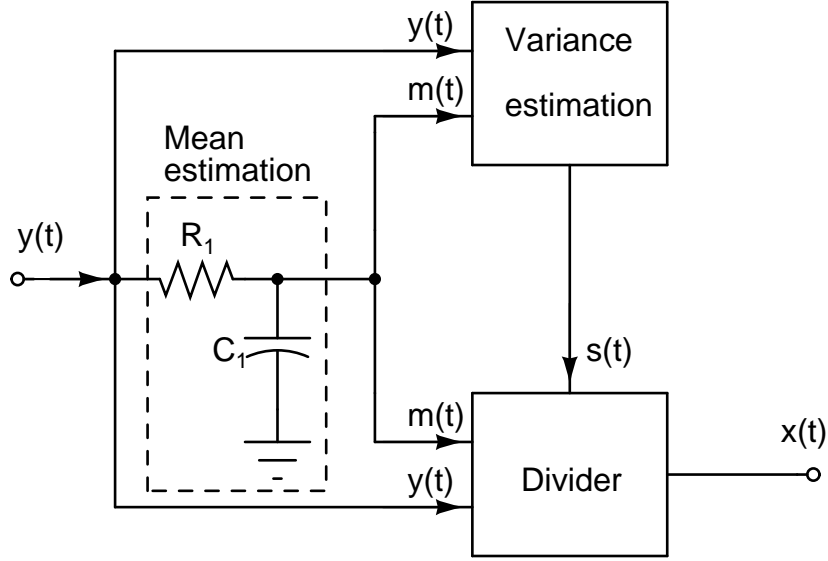 y(t)
Variance
m(t)
estimation
Mean
estimation
y(t)
R1
C1
s(t)
m(t)
x(t)
y(t)
Divider